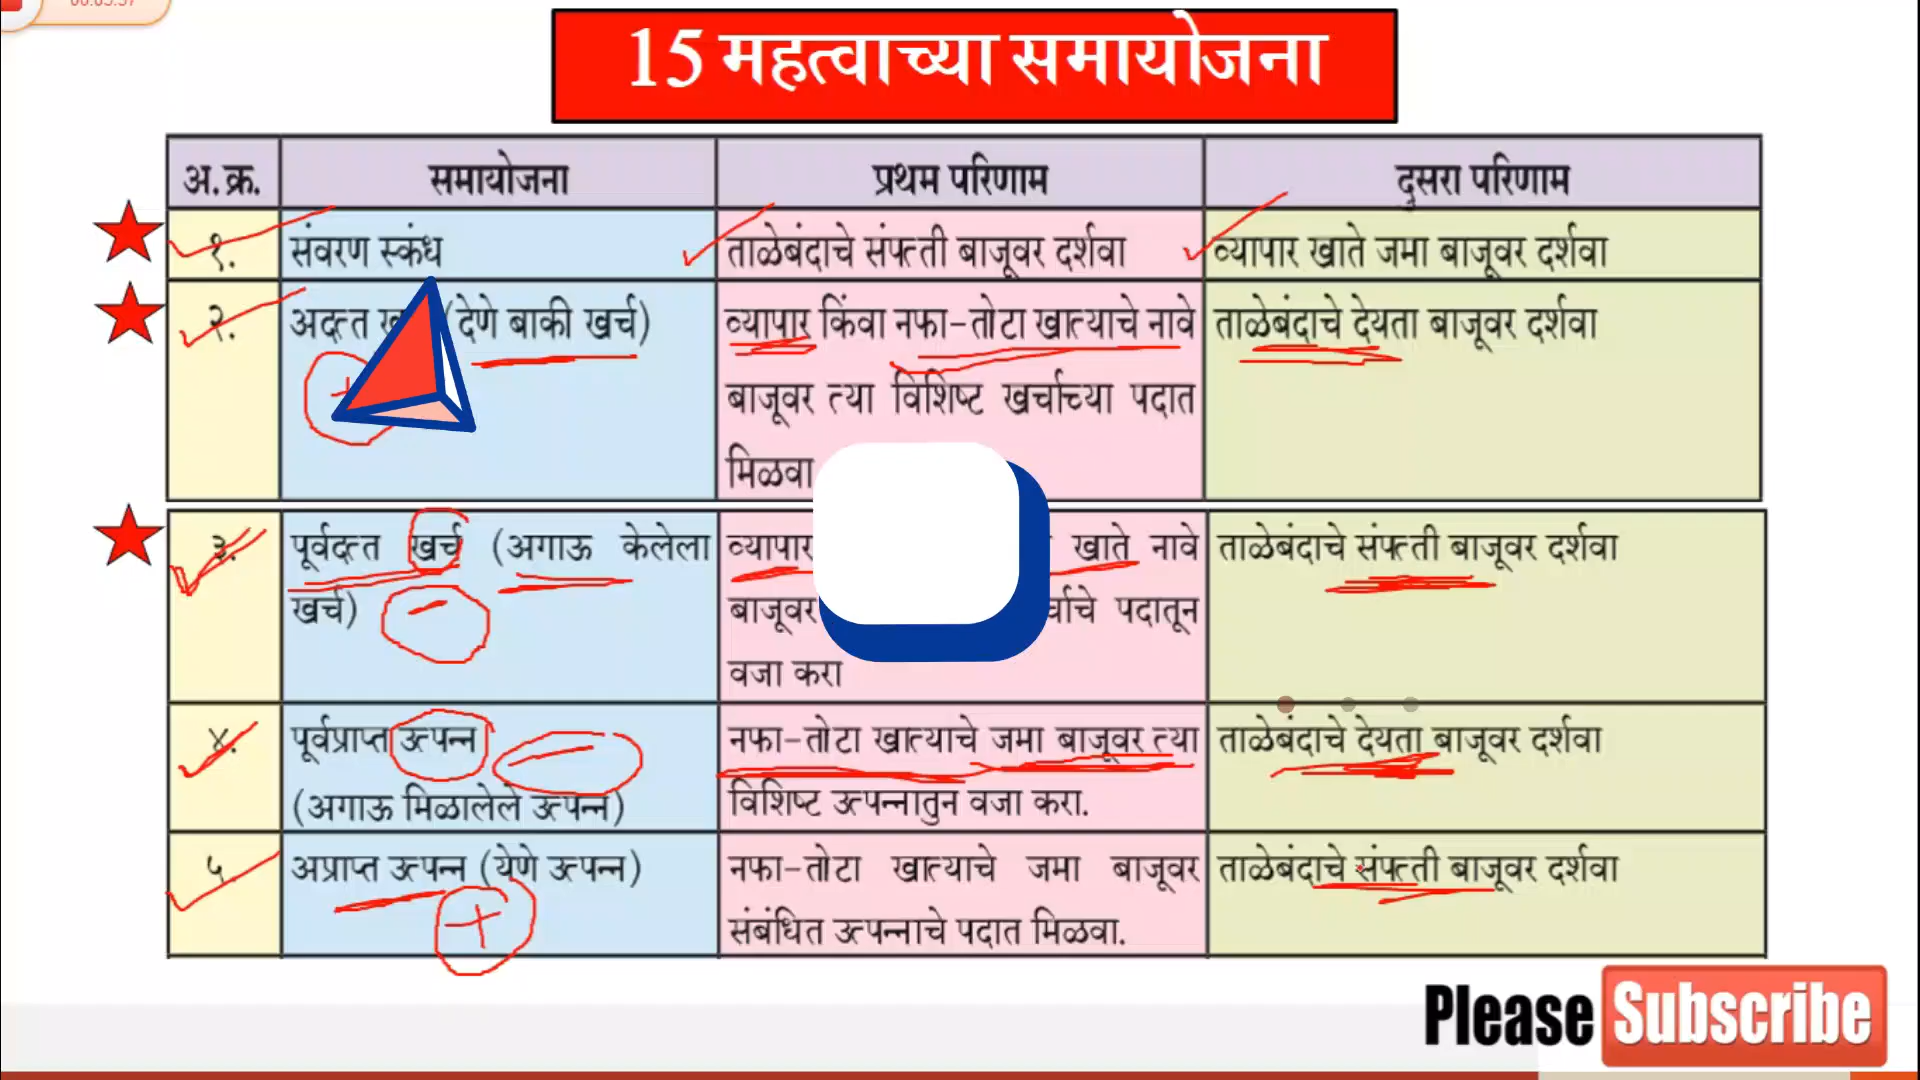 15 महत्वाच्या समायोजना
अ.क्र. समायोजना प्रथम परिणाम दुसरा परिणाम
१. संवरण स्कंध ताळेबंदाचे संपत्ती बाजूवर दर्शवा व्यापार खाते जमा बाजूवर दर्शवा
२. अदत्त (देणे बाकी खर्च) व्यापार किंवा नफा-तोटा खात्याचे नावे ताळेबंदाचे देयता बाजूवर दर्शवा
बाजूवर त्या विशिष्ट खर्चाच्या पदात
मिळवा
३. पूर्वदत्त खर्च (अगाऊ केलेला व्यापार खाते नावे ताळेबंदाचे संपत्ती बाजूवर दर्शवा
खर्च) बाजूवर पदातून
वजा करा
४. पूर्वप्राप्त उत्पन्न नफा-तोटा खात्याचे जमा बाजूवर त्या ताळेबंदाचे देयता बाजूवर दर्शवा
(अगाऊ मिळालेले उत्पन्न) विशिष्ट उत्पन्नातुन वजा करा.
५. अप्राप्त उत्पन्न (येणे उत्पन्न) नफा-तोटा खात्याचे जमा बाजूवर ताळेबंदाचे संपत्ती बाजूवर दर्शवा
संबंधित उत्पन्नाचे पदात मिळवा.
Please Subscribe